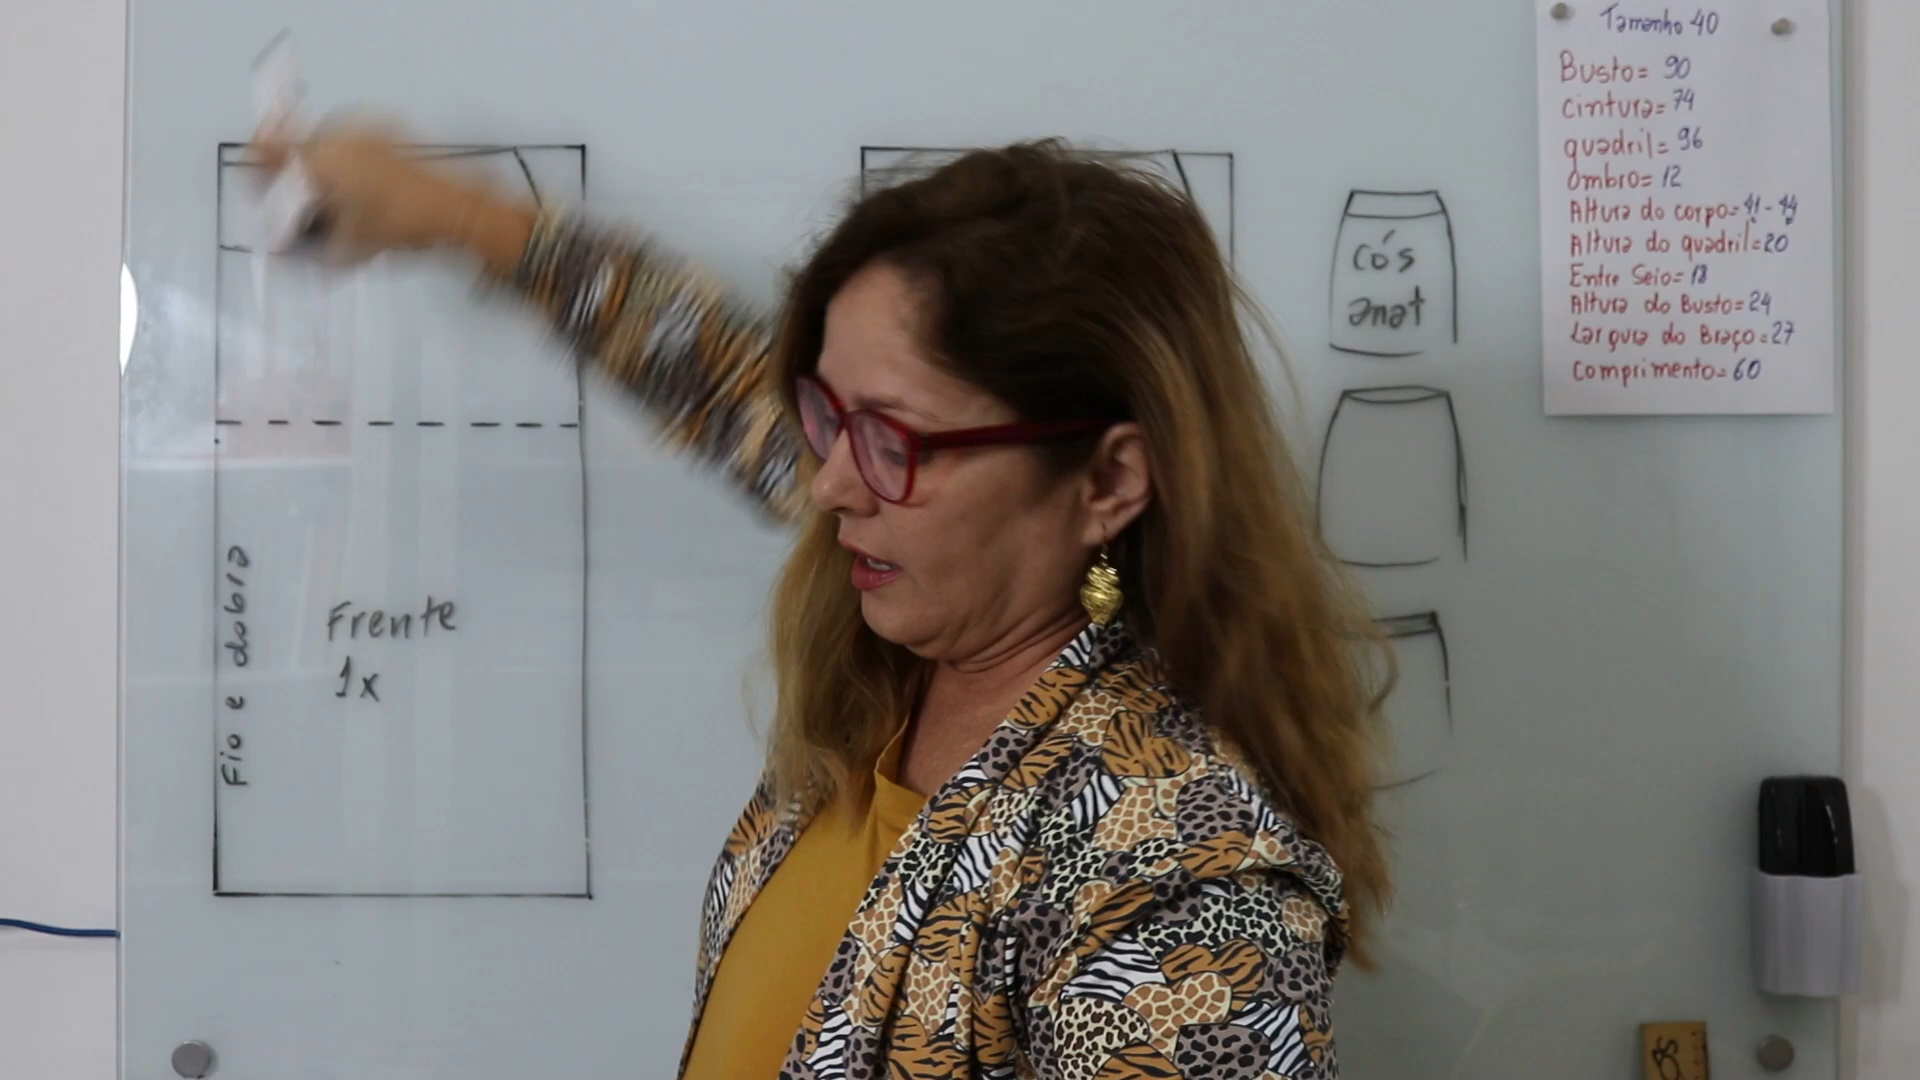 Tamanho 40
Busto= 90
cintura= 74
quadril= 96
Ombro= 12
Altura do corpo= 41-44
Altura do quadril=20
Entre Seio= 18
Altura do Busto=24
Largura do Braço=27
comprimento= 60
cós
anat
Fio e dobra
Frente
1x